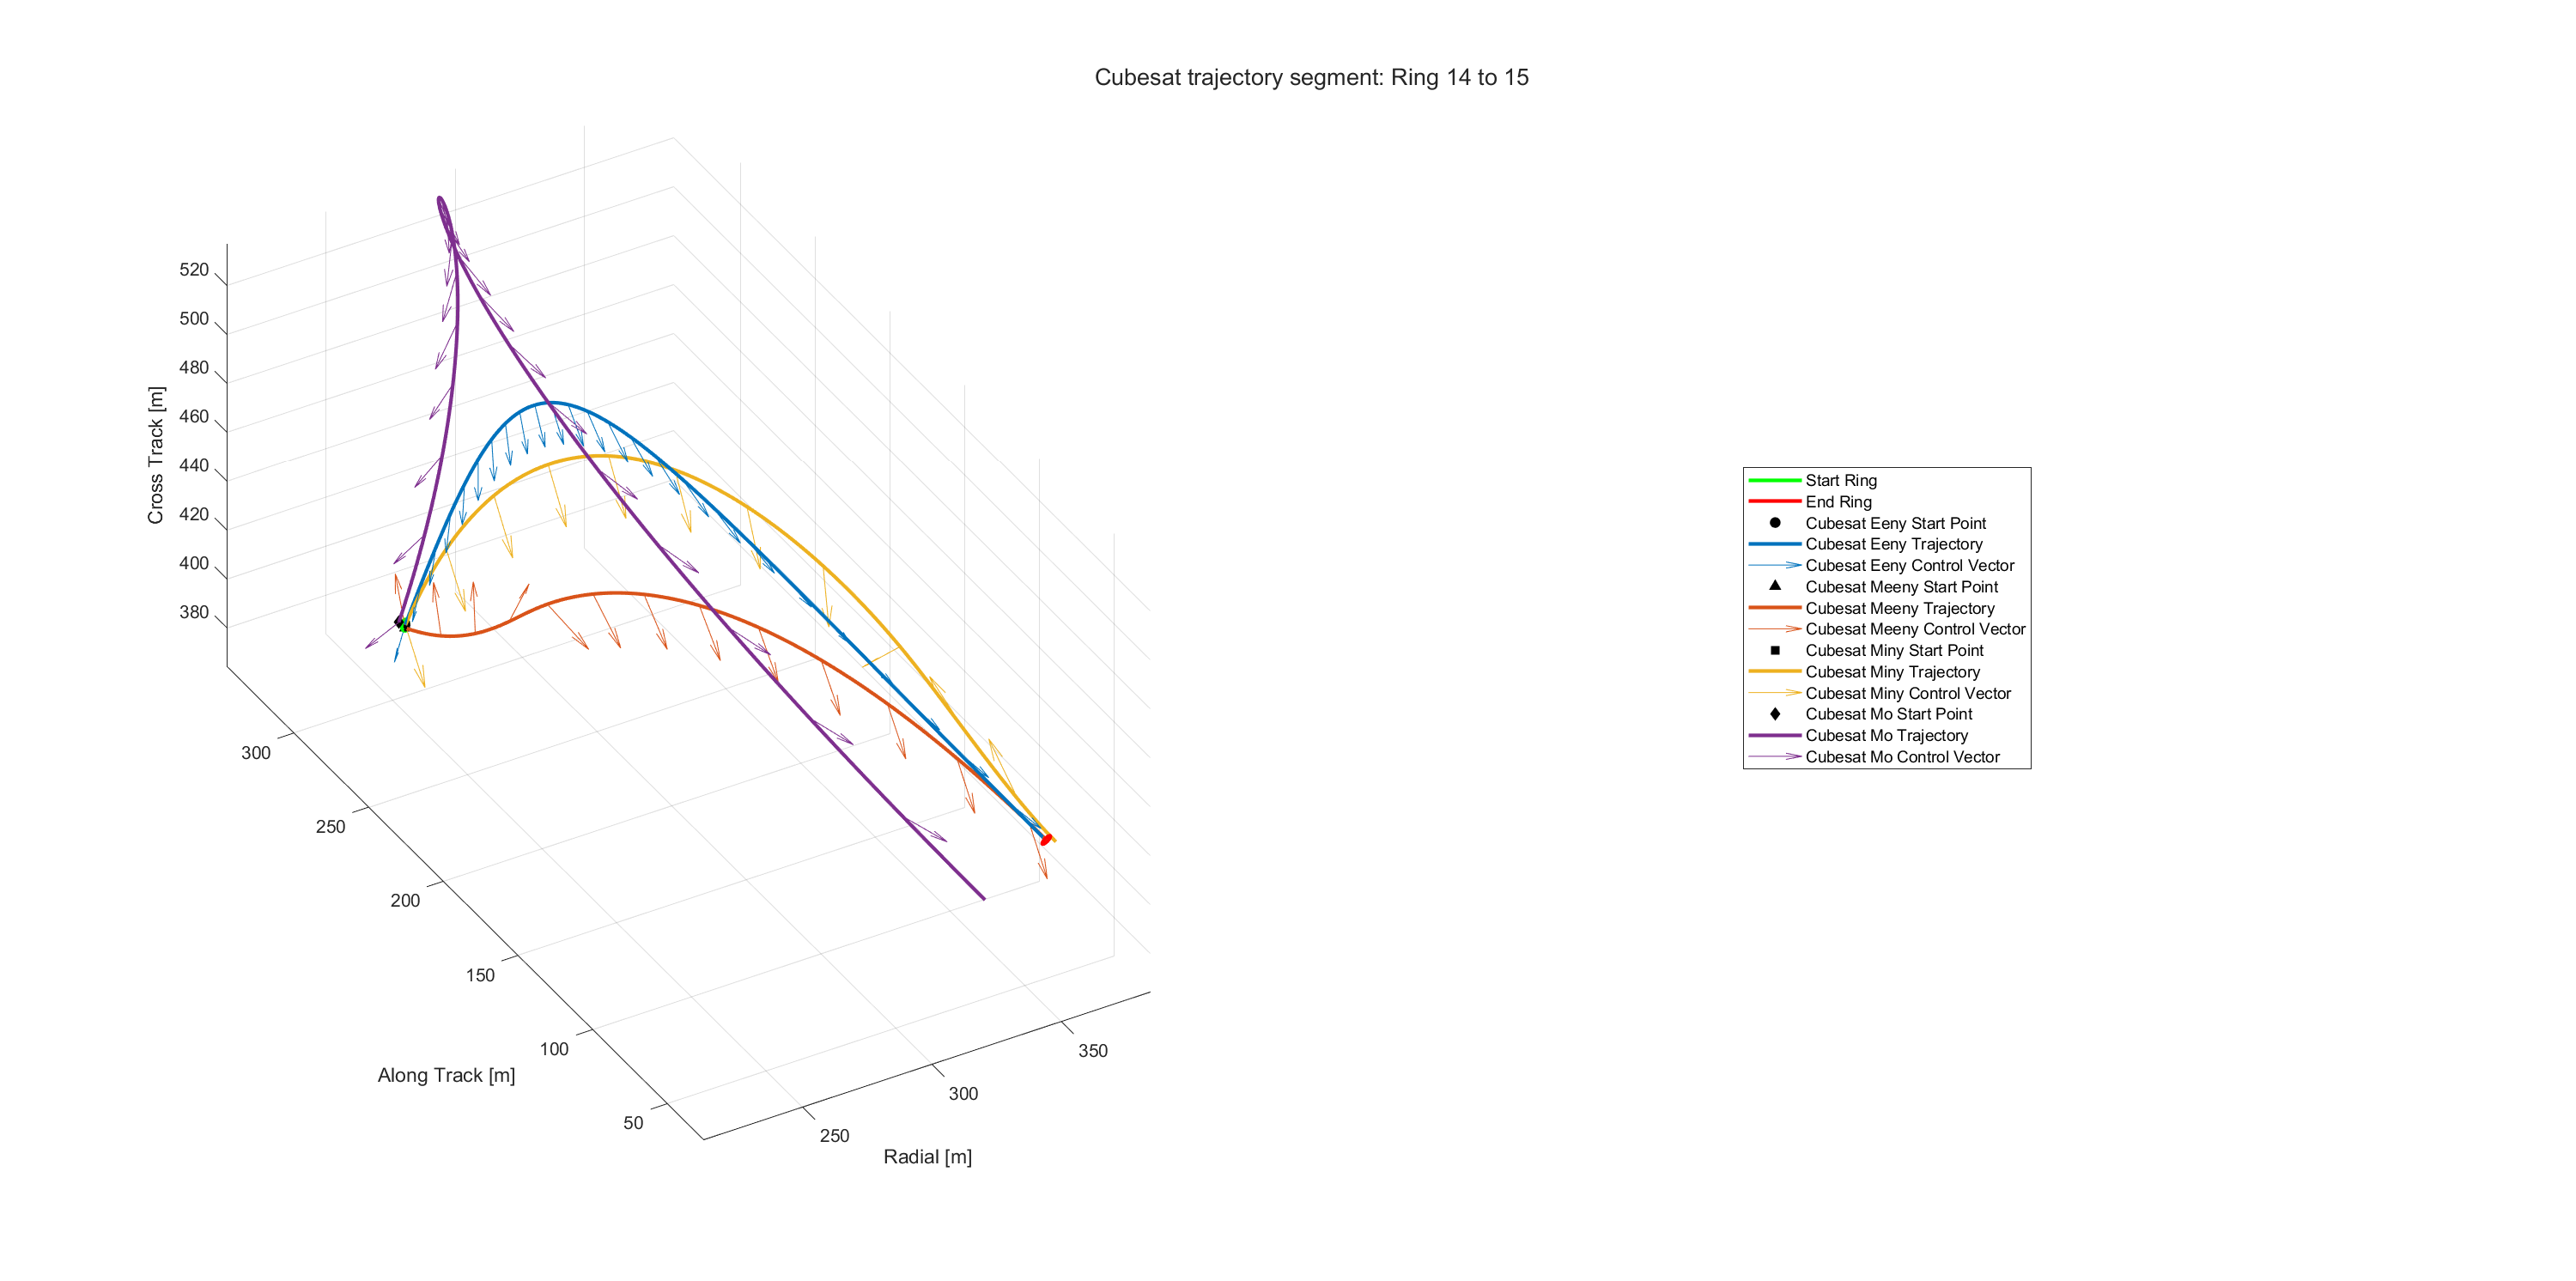 Cubesat trajectory segment: Ring 14 to 15
520
500
480
460
440
420
400
380
Cross Track [m]
300
250
200
150
100
50
Along Track [m]
250
300
350
Radial [m]
Start Ring
End Ring
Cubesat Eeny Start Point
Cubesat Eeny Trajectory
Cubesat Eeny Control Vector
Cubesat Meeny Start Point
Cubesat Meeny Trajectory
Cubesat Meeny Control Vector
Cubesat Miny Start Point
Cubesat Miny Trajectory
Cubesat Miny Control Vector
Cubesat Mo Start Point
Cubesat Mo Trajectory
Cubesat Mo Control Vector